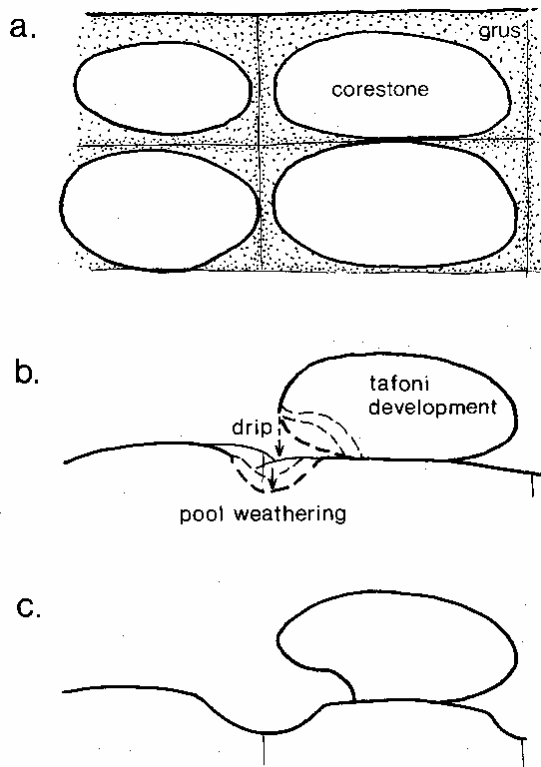 a.
grus
corestone
b.
tafoni
development
drip
pool weathering
c.